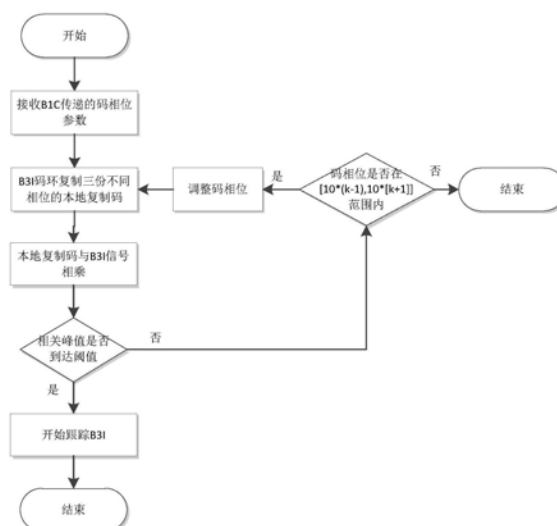 开始
接收B1C传递的码相位
参数
B3I码环复制三份不同
相位的本地复制码
调整码相位
是
码相位是否在
[10*(k-1),10*[k+1]]
范围内
否
结束
本地复制码与B3I信号
相乘
相关峰值是否
到达阈值
否
是
开始跟踪B3I
结束